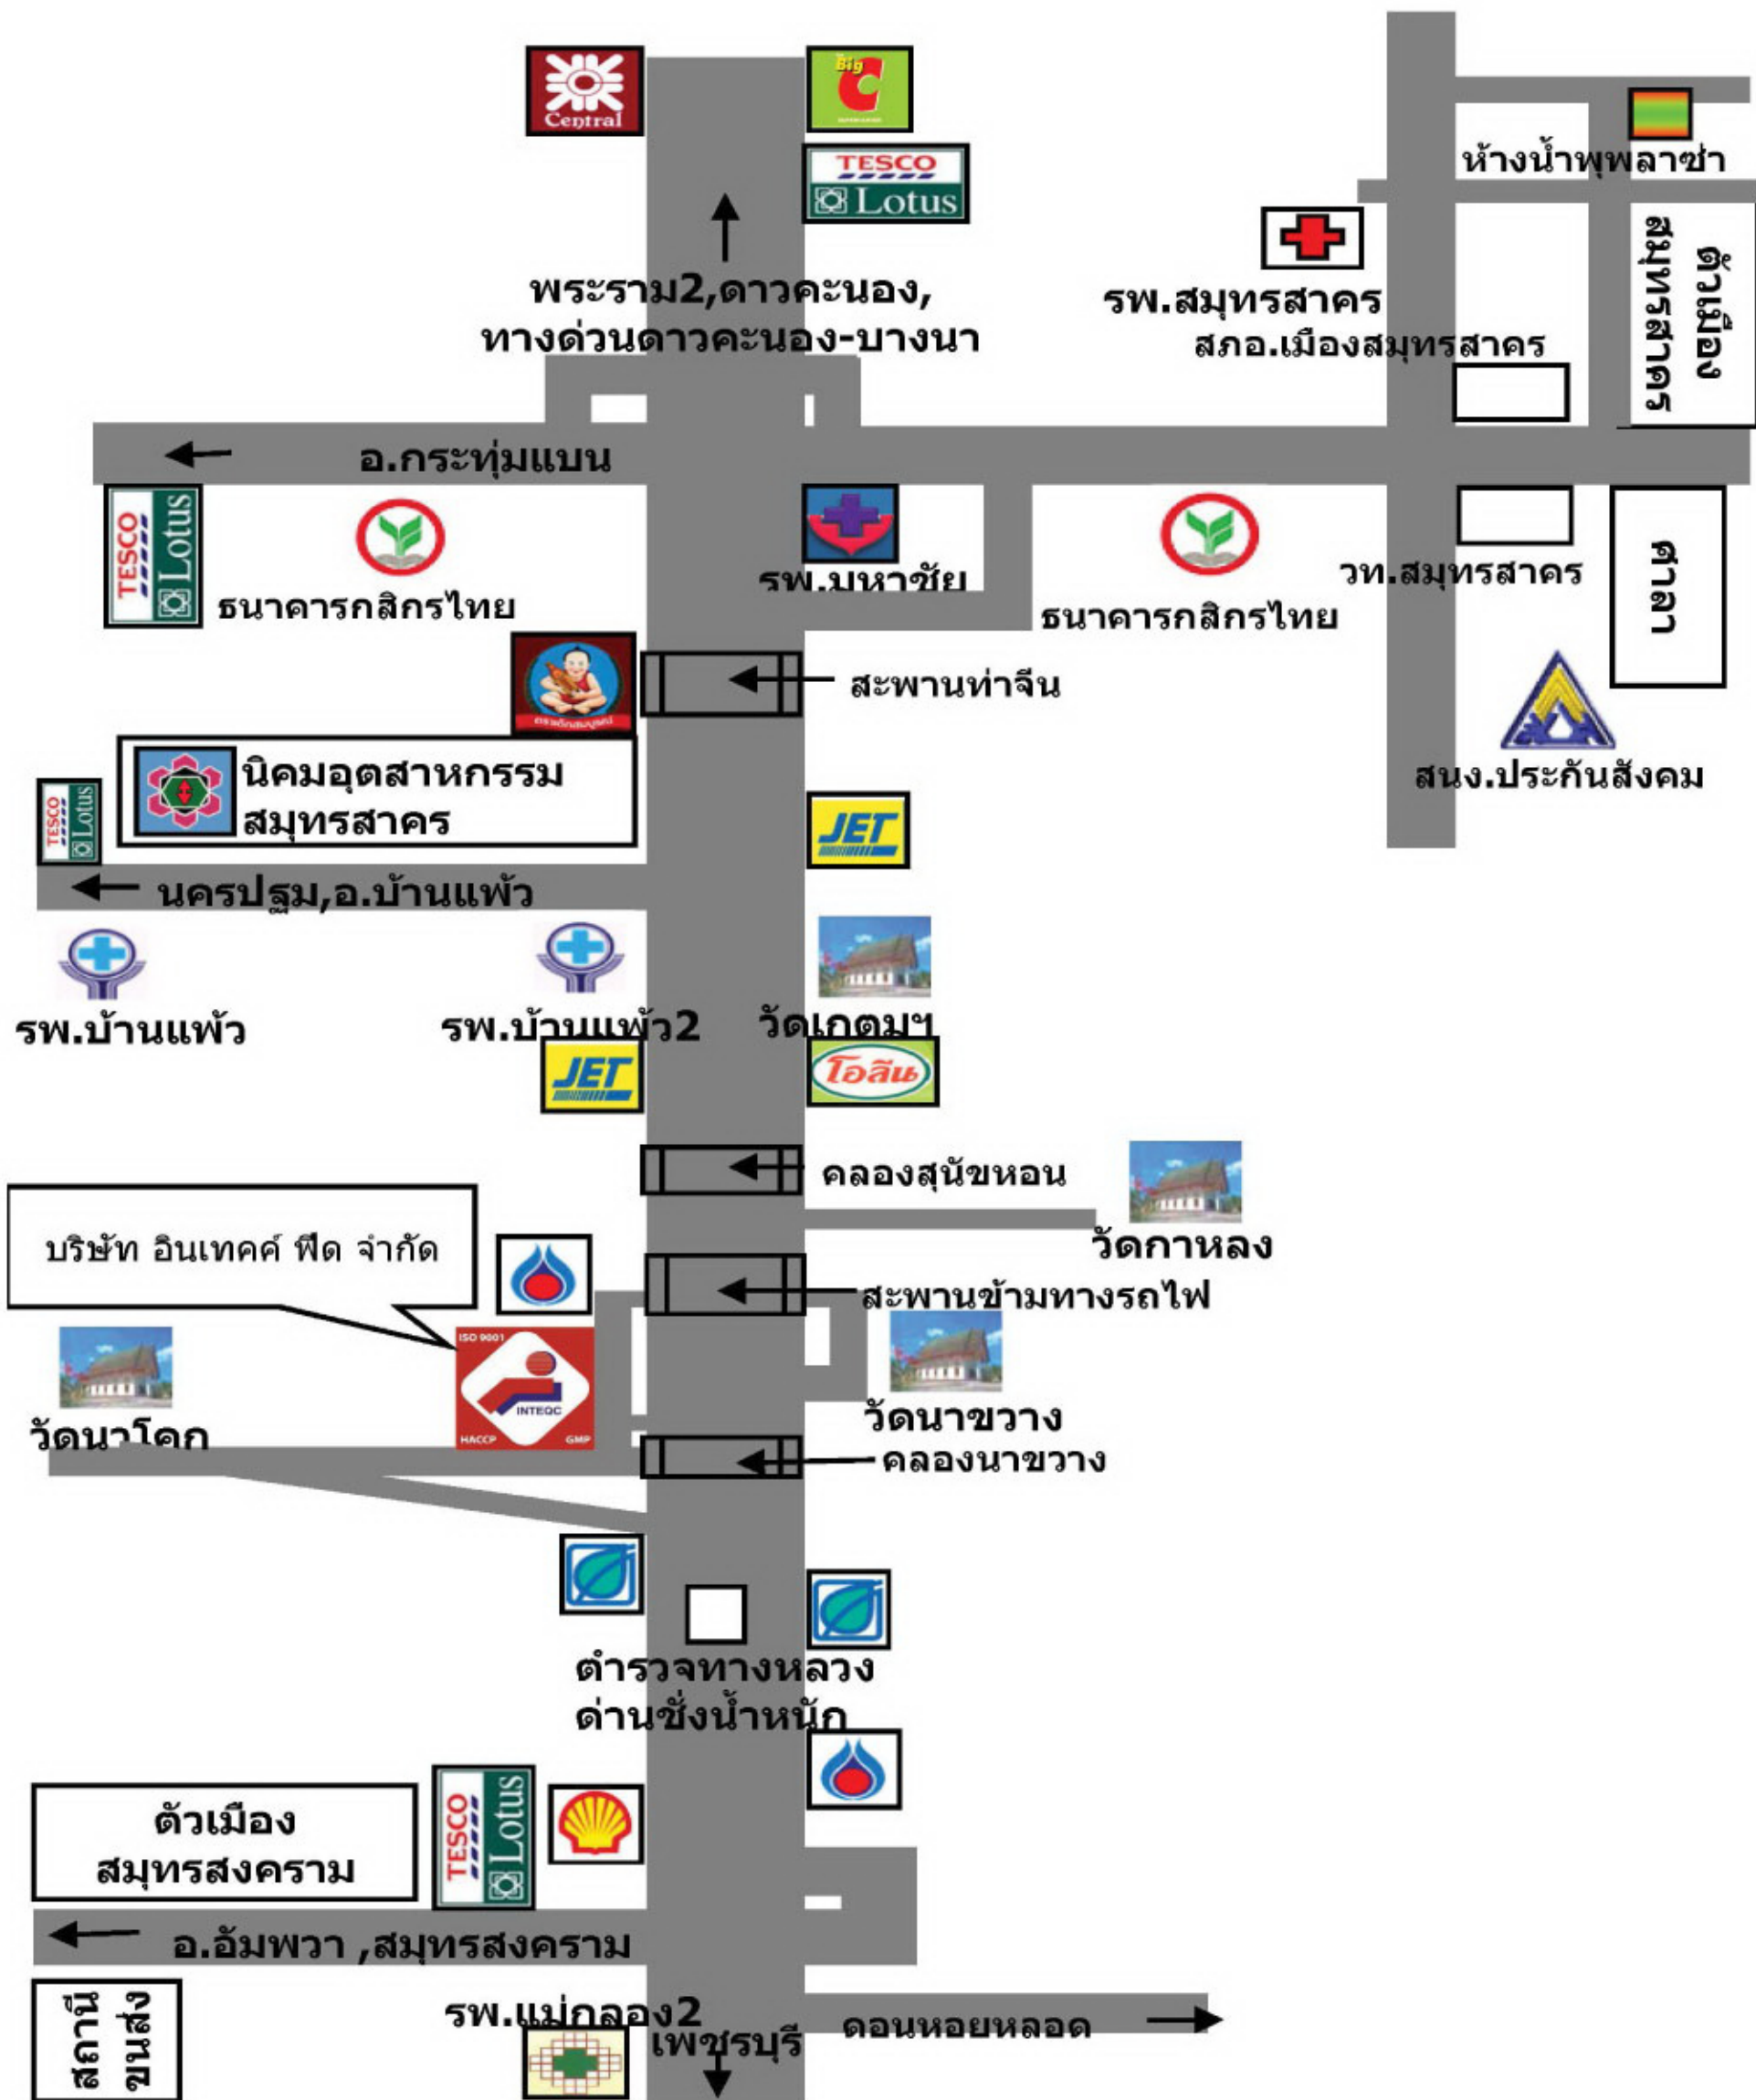 Central
Big
C
TESCO
Lotus
ห้างน้ำพุพลาซ่า
พระราม2,ดาวคะนอง,
ทางด่วนดาวคะนอง-บางนา
รพ.สมุทรสาคร
สภอ.เมืองสมุทรสาคร
ตัวเมือง
สมุทรสาคร
อ.กระทุ่มแบน
TESCO
Lotus
ธนาคารกสิกรไทย
รพ.มหาชัย
ธนาคารกสิกรไทย
วท.สมุทรสาคร
ศาลา
ตราเด็กสมบูรณ์
สะพานท่าจีน
นิคมอุตสาหกรรม
สมุทรสาคร
สนง.ประกันสังคม
TESCO
Lotus
JET
นครปฐม,อ.บ้านแพ้ว
รพ.บ้านแพ้ว
รพ.บ้านแพ้ว2
วัดเกตมฯ
JET
โอลีน
คลองสุนัขหอน
วัดกาหลง
บริษัท อินเทคค์ ฟีด จำกัด
สะพานข้ามทางรถไฟ
ISO 9001
INTEQC
HACCP
GMP
วัดนาโคก
วัดนาขวาง
คลองนาขวาง
ตำรวจทางหลวง
ด่านชั่งน้ำหนัก
ตัวเมือง
สมุทรสงคราม
TESCO
Lotus
อ.อัมพวา ,สมุทรสงคราม
สถานี
ขนส่ง
รพ.แม่กลอง2
เพชรบุรี
ดอนหอยหลอด